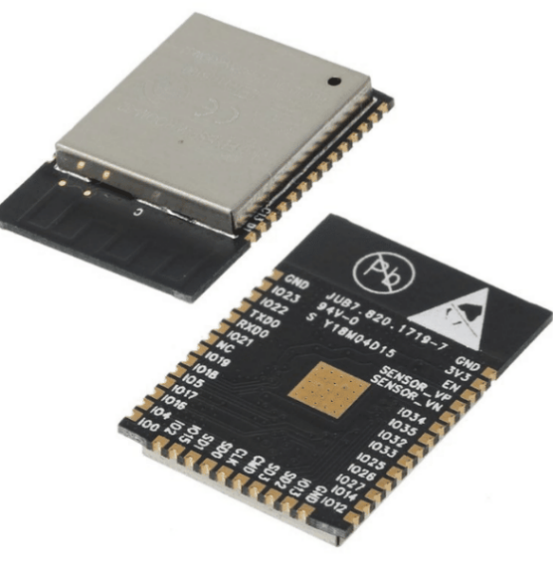 CE
C
Pb
JUB7.820.1719-7
94V-0
S Y18M04D15
GND
IO23
IO22
TXD0
RXD0
IO21
NC
IO19
IO18
IO5
IO17
IO16
IO4
IO0
IO2
IO15
SD1
SD0
CLK
CMD
SD3
SD2
IO13
GND
GND
3V3
EN
SENSOR_VP
SENSOR_VN
IO34
IO35
IO32
IO33
IO25
IO26
IO27
IO14
IO12